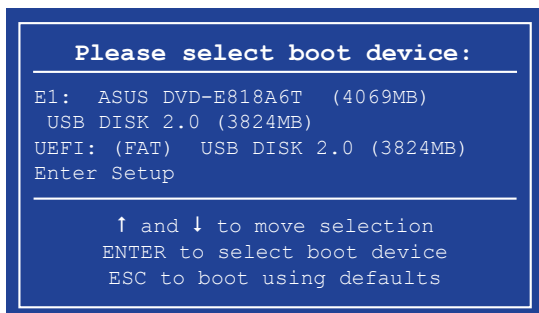 Please select boot device:
E1: ASUS DVD-E818A6T (4069MB)
USB DISK 2.0 (3824MB)
UEFI: (FAT) USB DISK 2.0 (3824MB)
Enter Setup
↑ and ↓ to move selection
ENTER to select boot device
ESC to boot using defaults